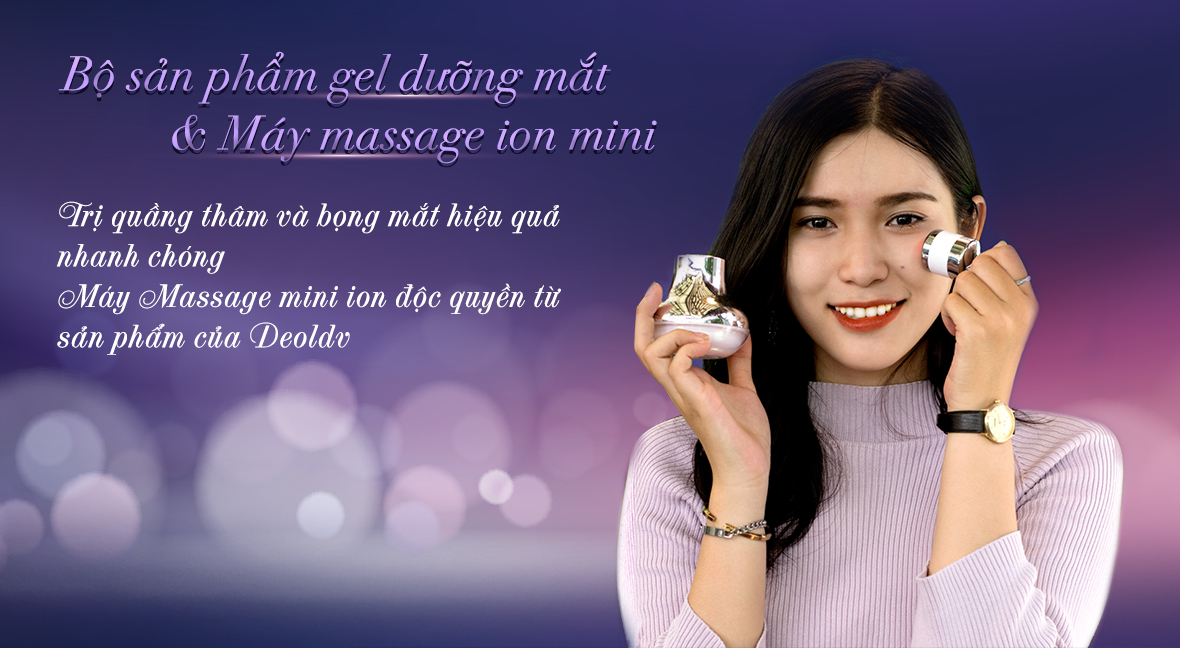 Bộ sản phẩm gel dưỡng mắt
& Máy massage ion mini
Trị quầng thâm và bọng mắt hiệu quả
nhanh chóng
Máy Massage mini ion độc quyền từ
sản phẩm của Deoldv